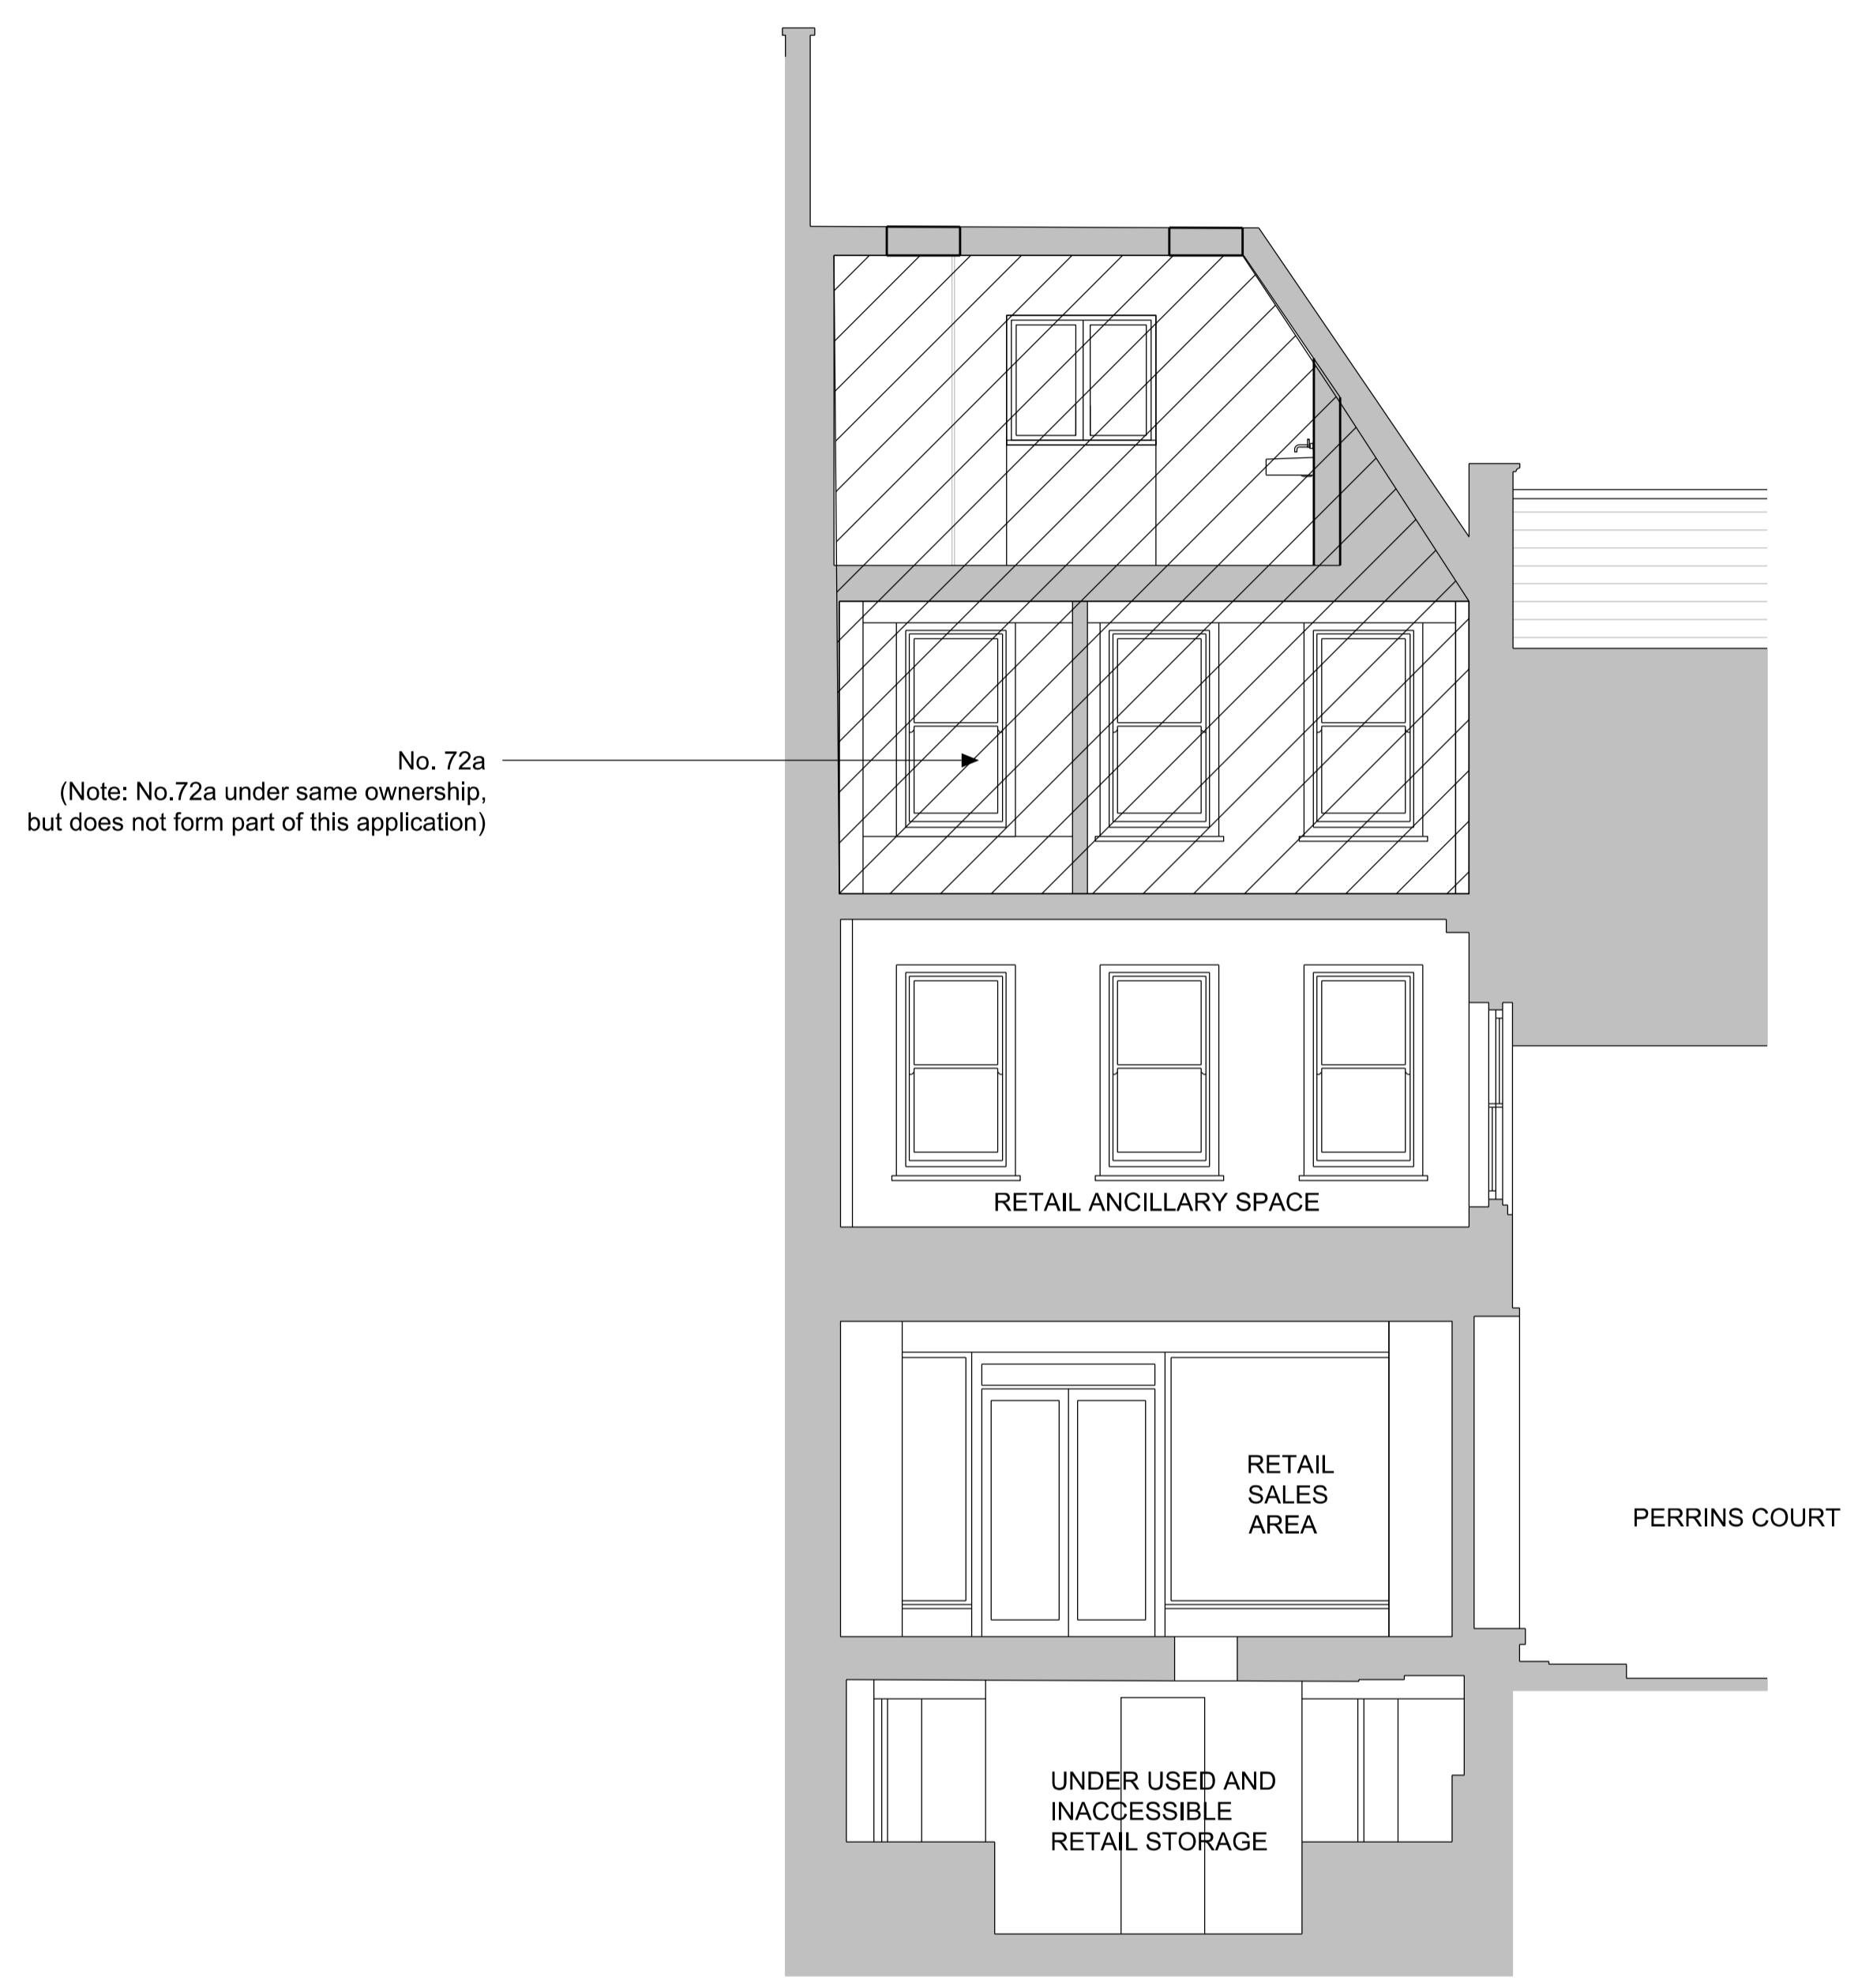 No. 72a
(Note: No.72a under same ownership,
but does not form part of this application)
RETAIL ANCILLARY SPACE
RETAIL
SALES
AREA
PERRINS COURT
UNDER USED AND
INACCESSIBLE
RETAIL STORAGE